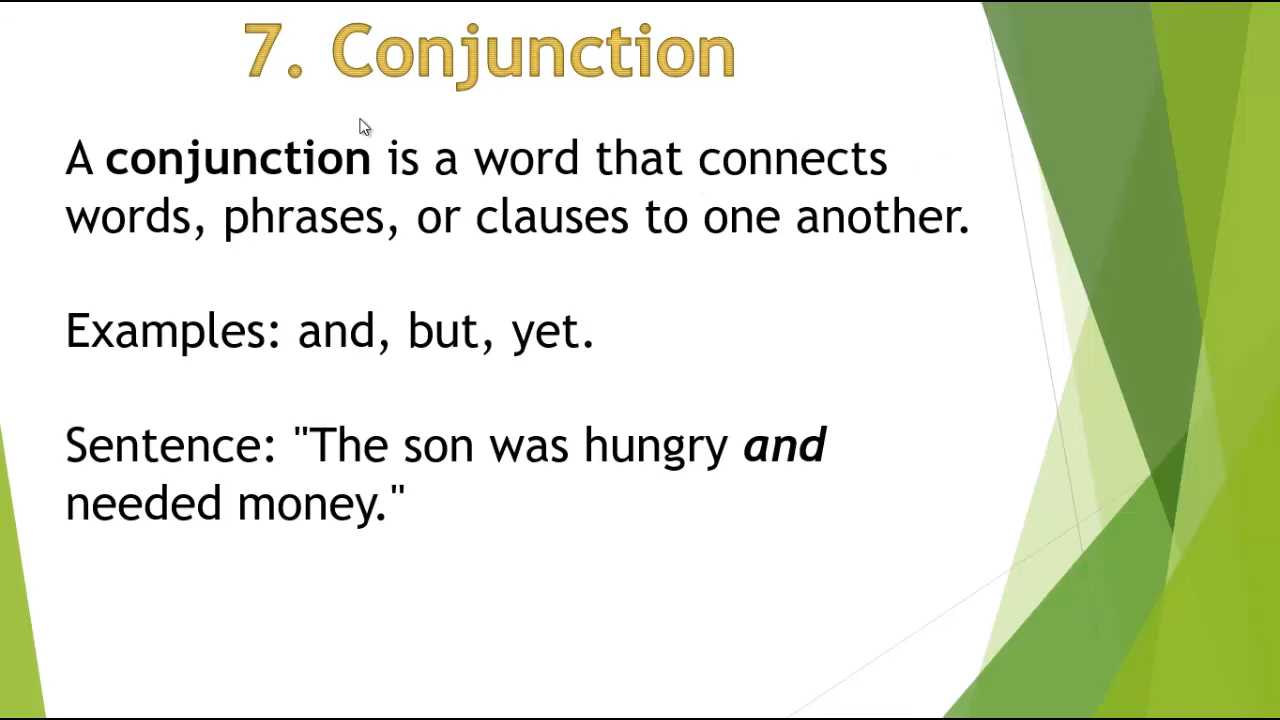 7. Conjunction
A conjunction is a word that connects
words, phrases, or clauses to one another.
Examples: and, but, yet.
Sentence: "The son was hungry and
needed money."